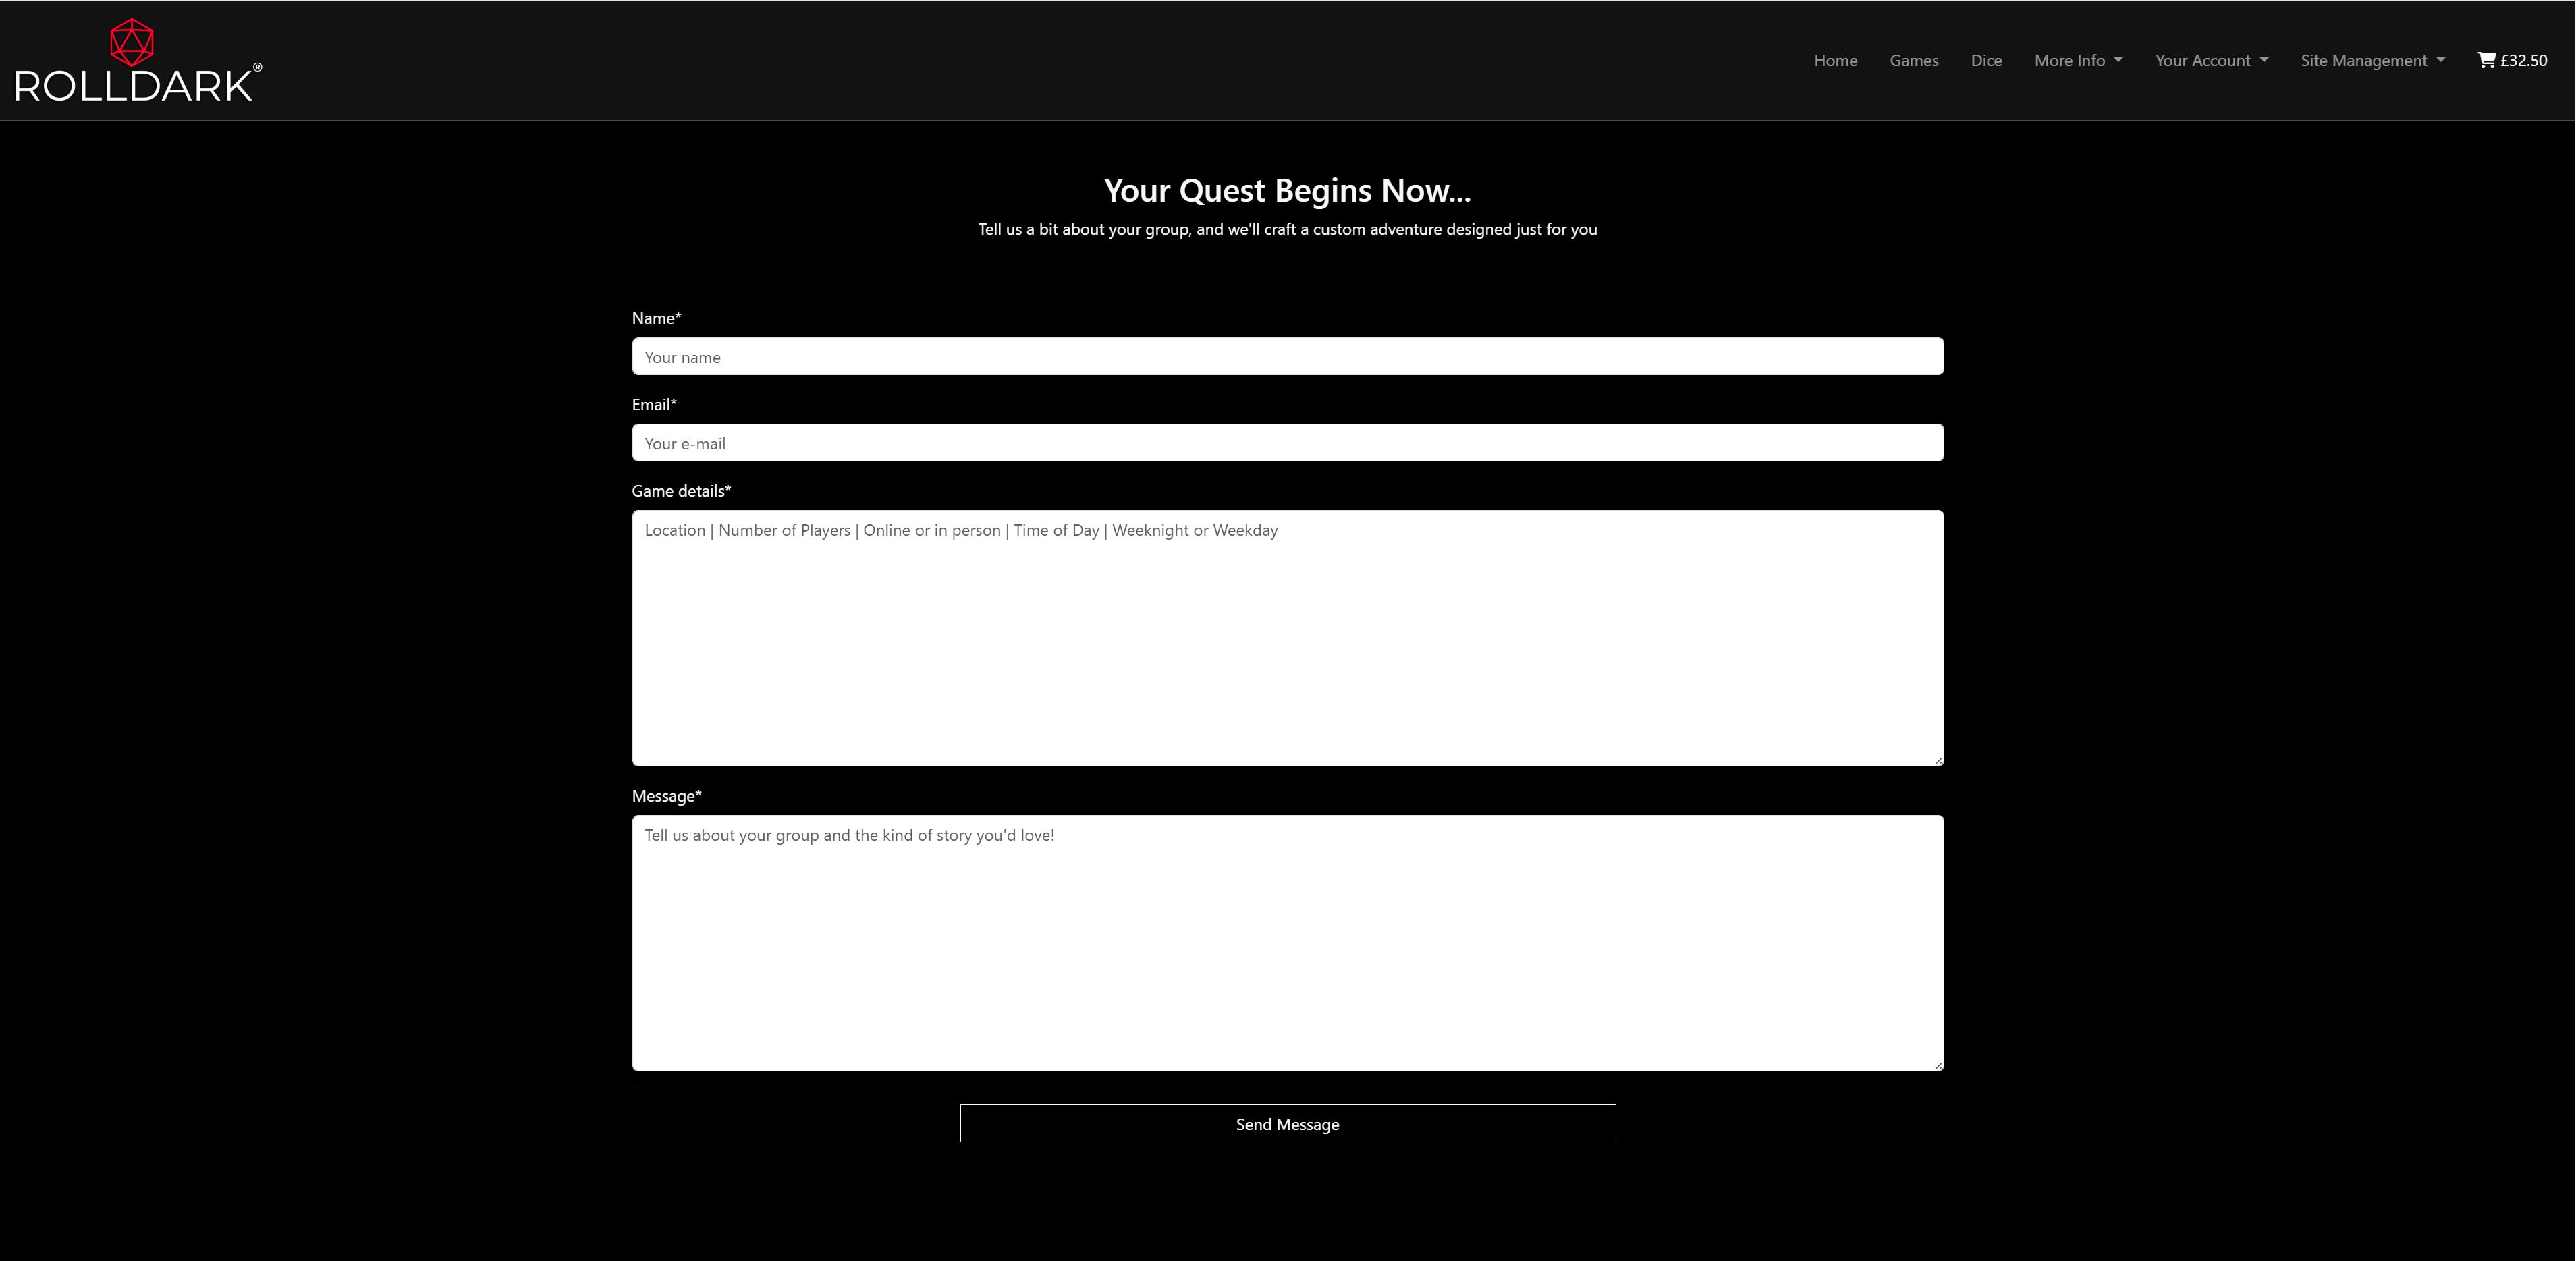 ROLLDARK®
Home Games Dice More Info Your Account Site Management £32.50
Your Quest Begins Now...
Tell us a bit about your group, and we'll craft a custom adventure designed just for you
Name*
Your name
Email*
Your e-mail
Game details*
Location | Number of Players | Online or in person | Time of Day | Weeknight or Weekday
Message*
Tell us about your group and the kind of story you'd love!
Send Message